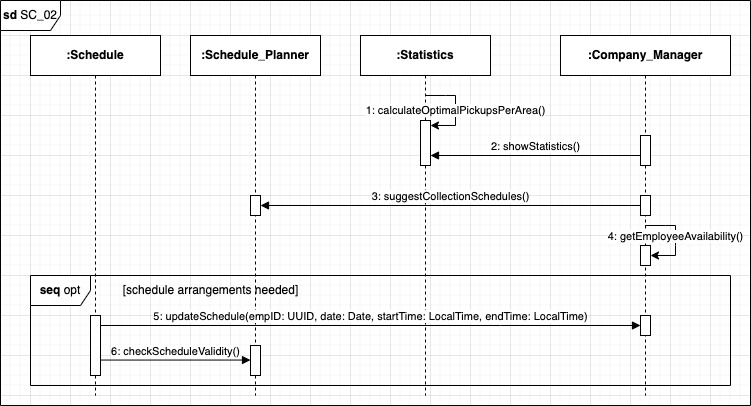 sd SC_02
:Schedule
:Schedule_Planner
:Statistics
:Company_Manager
1: calculateOptimalPickupsPerArea()
2: showStatistics()
3: suggestCollectionSchedules()
4: getEmployeeAvailability()
seq opt
[schedule arrangements needed]
5: updateSchedule(empID: UUID, date: Date, startTime: LocalTime, endTime: LocalTime)
6: checkScheduleValidity()